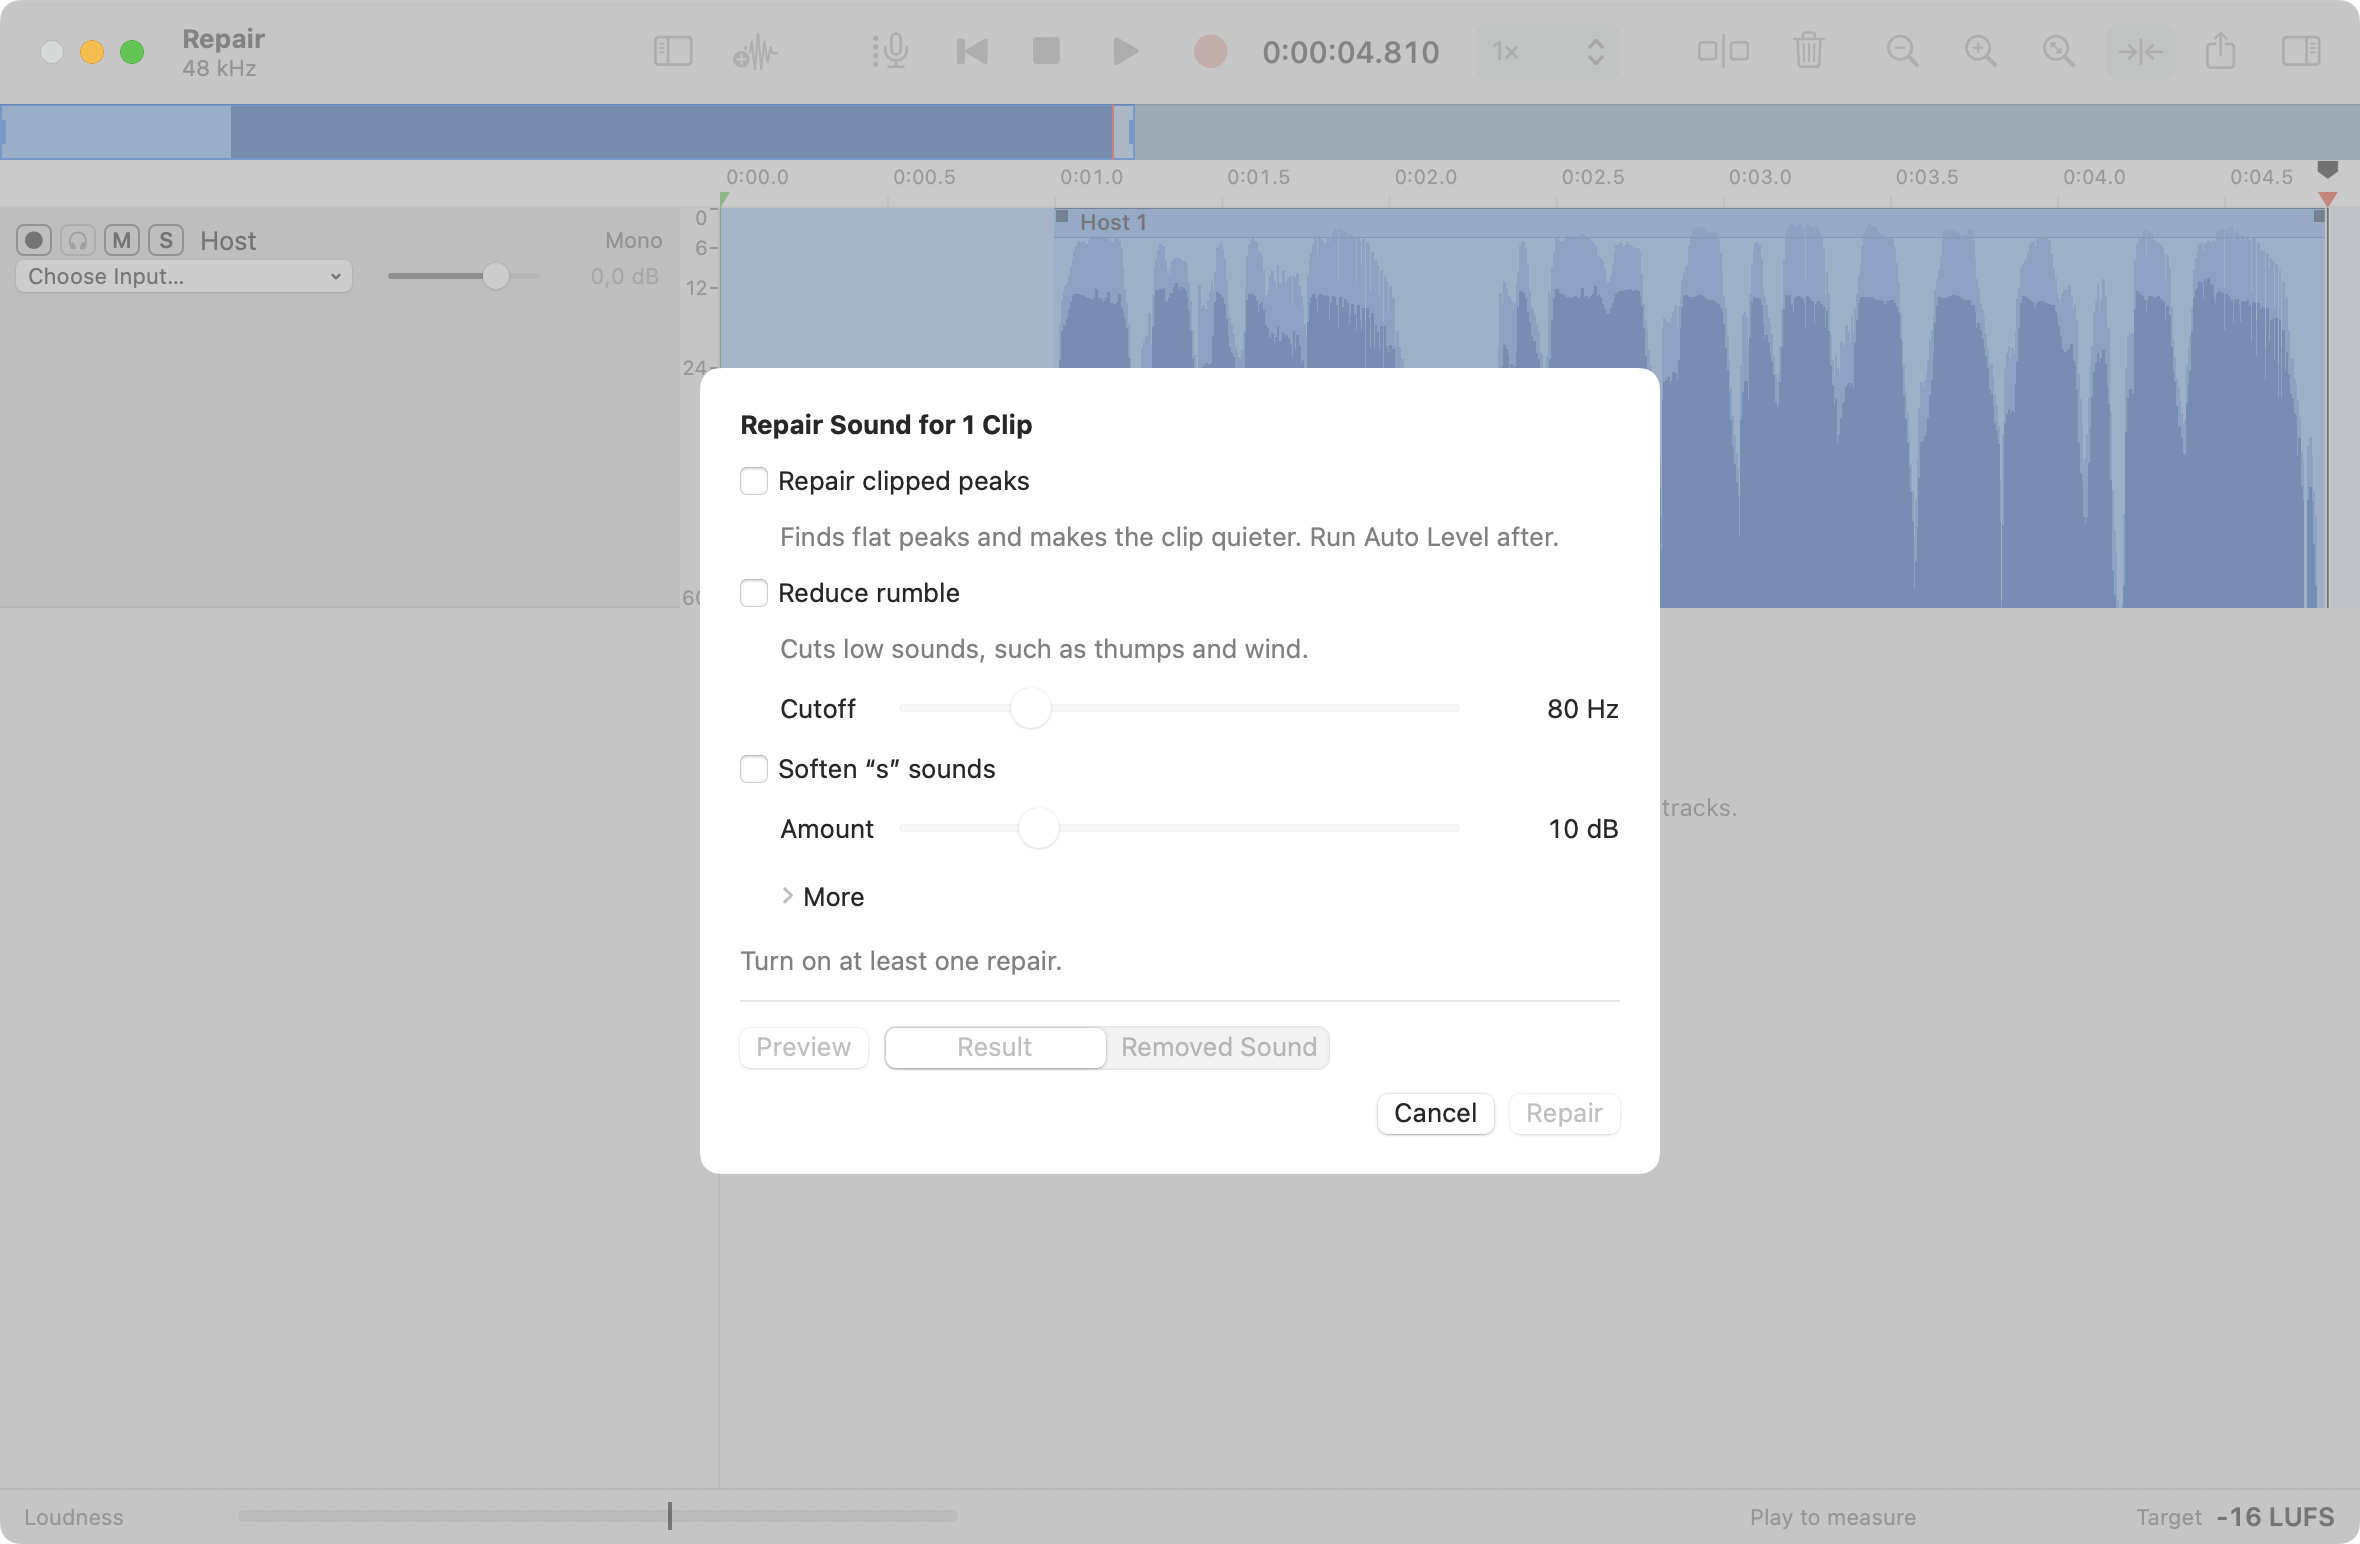 Repair
48 kHz
0:00:04.810
1×
0:00.0
0:00.5
0:01.0
0:01.5
0:02.0
0:02.5
0:03.0
0:03.5
0:04.0
0:04.5
M
S
Host
Mono
Choose Input...
0,0 dB
0
6
12
24
Host 1
Repair Sound for 1 Clip
Repair clipped peaks
Finds flat peaks and makes the clip quieter. Run Auto Level after.
Reduce rumble
Cuts low sounds, such as thumps and wind.
Cutoff
80 Hz
Soften “s” sounds
tracks.
Amount
10 dB
More
Turn on at least one repair.
Preview
Result
Removed Sound
Cancel
Repair
Loudness
Play to measure
Target -16 LUFS